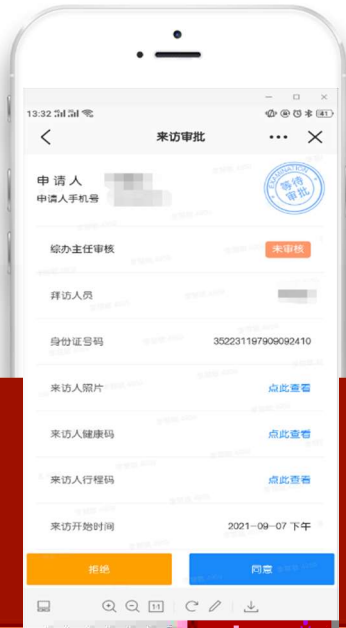 13:32
41
来访审批
申请人
申请人手机号
EXAMINATION
等待
审批
综办主任审核 未审核
拜访人员
身份证号码 352231197909092410
来访人照片 点此查看
来访人健康码 点此查看
来访人行程码 点此查看
来访开始时间 2021-09-07 下午
拒绝 同意
1:1